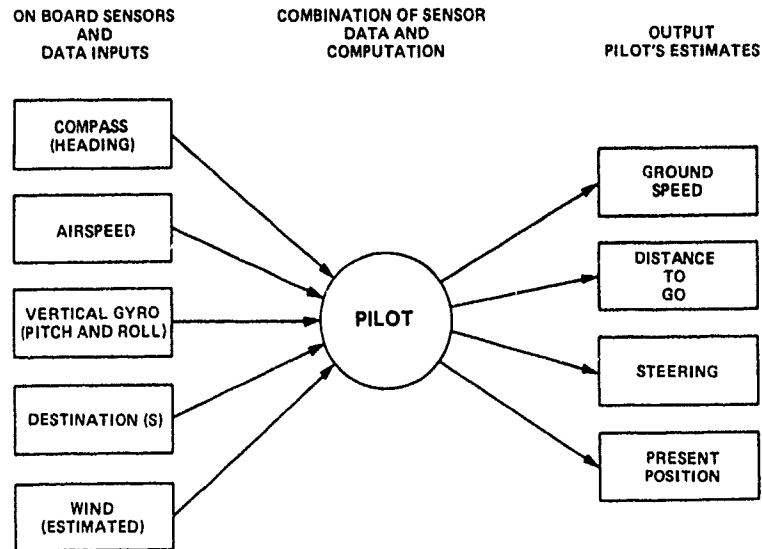 ON BOARD SENSORS
AND
DATA INPUTS
COMBINATION OF SENSOR
DATA AND
COMPUTATION
OUTPUT
PILOT'S ESTIMATES
COMPASS
(HEADING)
AIRSPEED
VERTICAL GYRO
(PITCH AND ROLL)
DESTINATION (S)
WIND
(ESTIMATED)
PILOT
GROUND
SPEED
DISTANCE
TO
GO
STEERING
PRESENT
POSITION